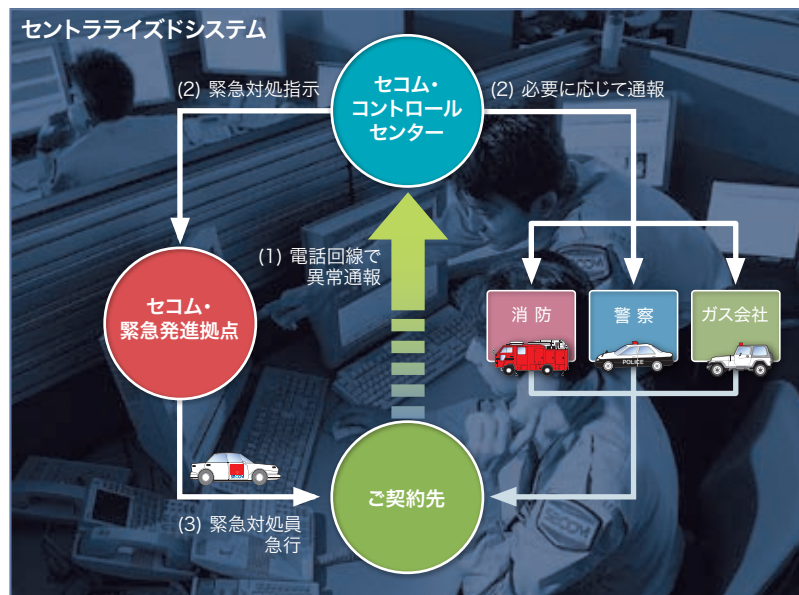 セントラライズドシステム
(2) 緊急対処指示
セコム・
コントロール
センター
(2) 必要に応じて通報
(1) 電話回線で
異常通報
セコム・
緊急発進拠点
消 防
警 察
ガス会社
POLICE
ご契約先
(3) 緊急対処員
急行
SECOM
SECOM